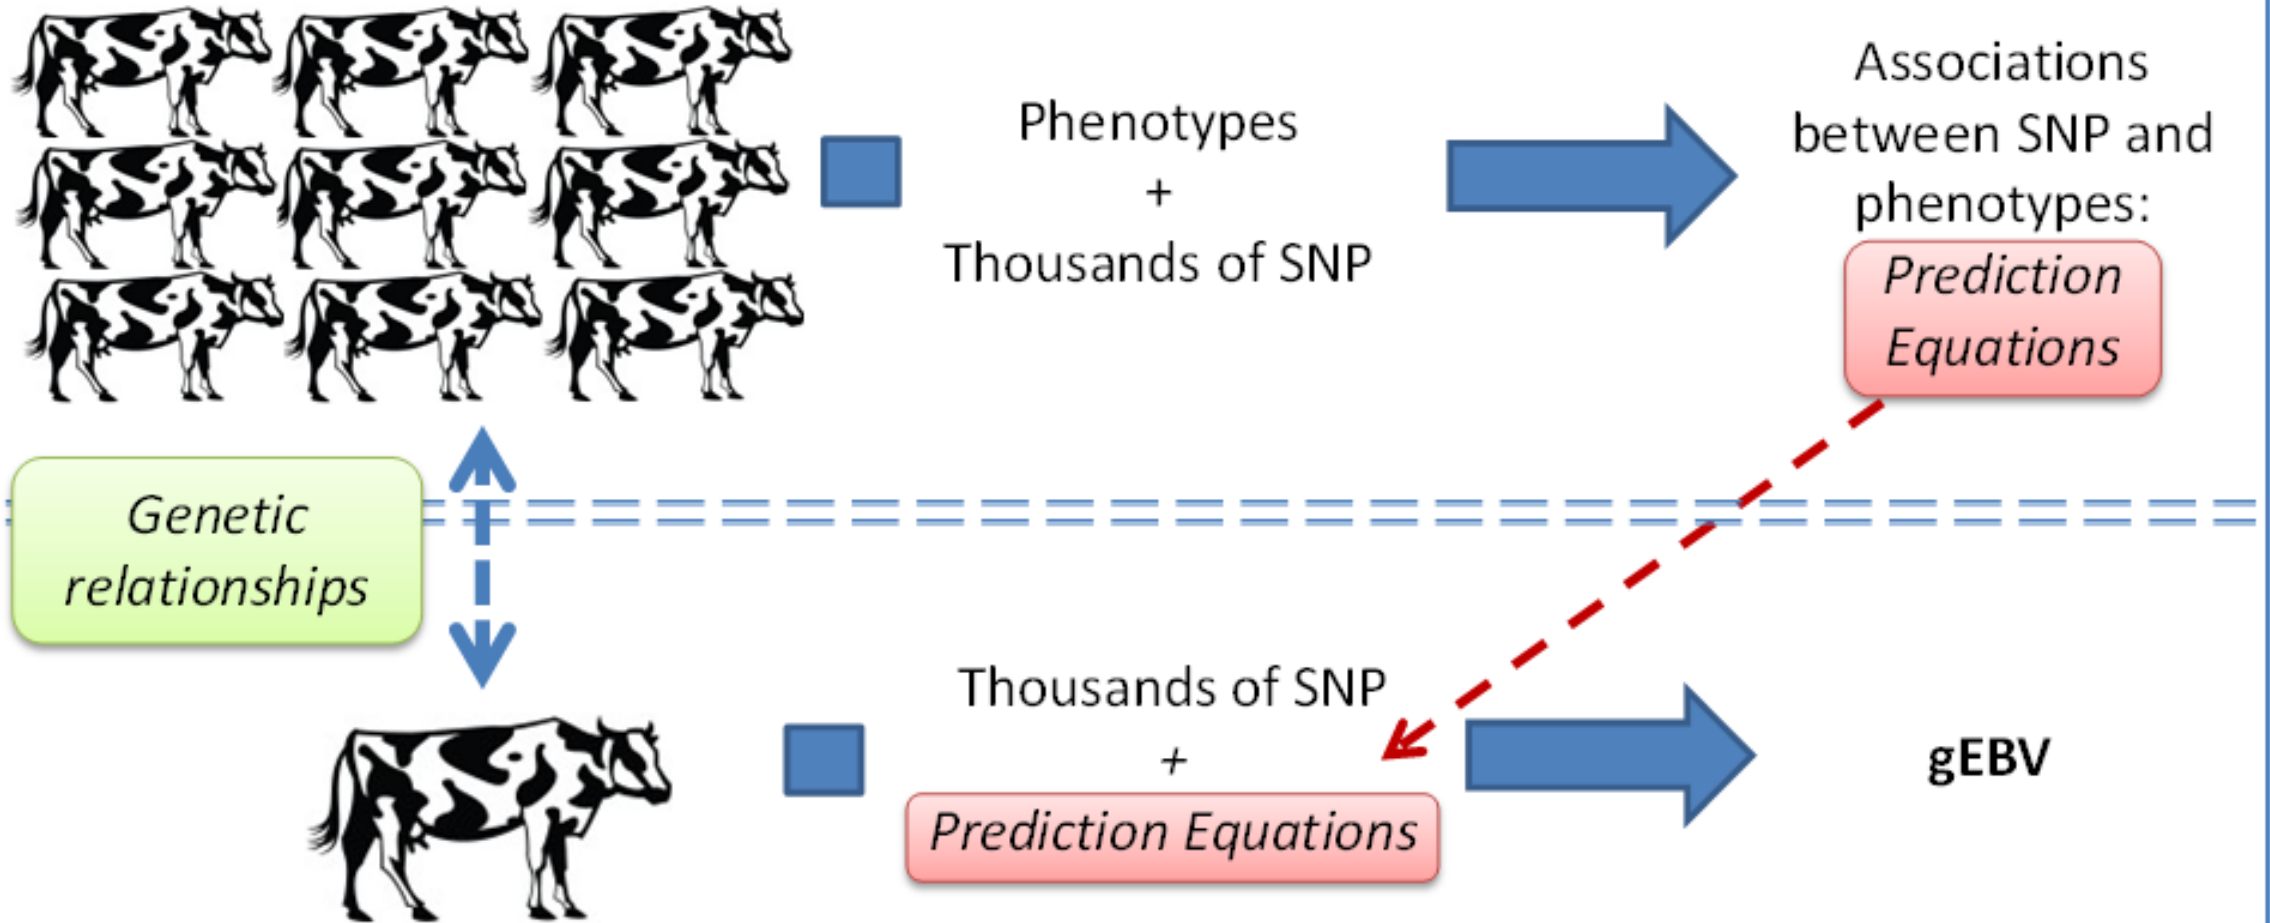 Phenotypes
+
Thousands of SNP
Associations
between SNP and
phenotypes:
Prediction
Equations
Genetic
relationships
Thousands of SNP
+
Prediction Equations
gEBV